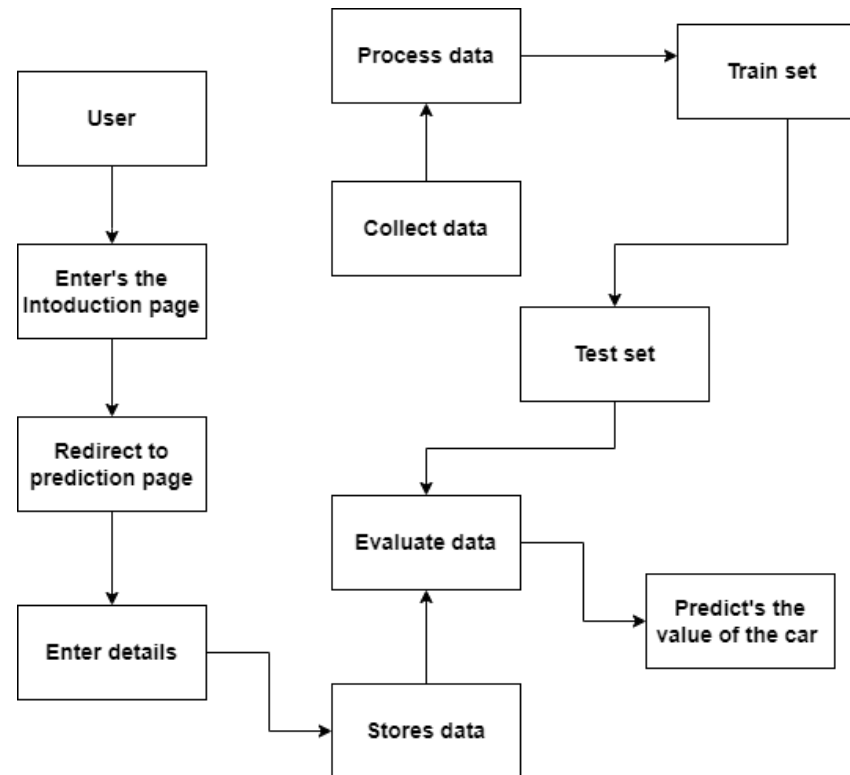 Process data
Train set
User
Collect data
Enter's the
Intoduction page
Test set
Redirect to
prediction page
Evaluate data
Predict's the
value of the car
Enter details
Stores data